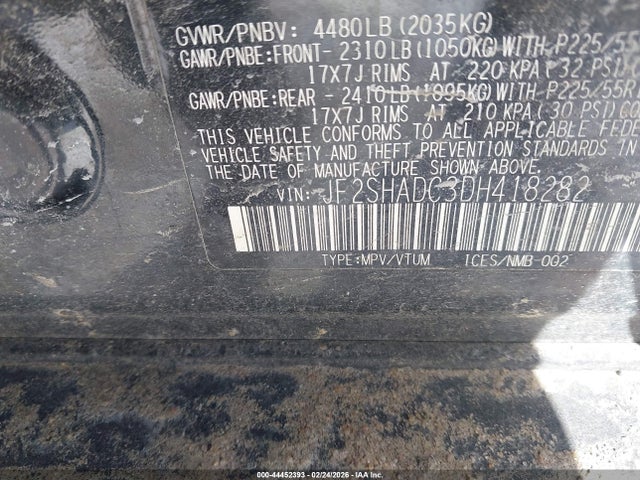 GVWR/PNBV: 4480LB(2035KG)
GAWR/PNBE:FRONT- 2310LB(1050KG)WITH P225/55
17X7J RIMS AT 220 KPA(32 PSI)
GAWR/PNBE:REAR - 2410LB(1095KG)WITH P225/55R
17X7J RIMS AT 210 KPA(30 PSI)CO
THIS VEHICLE CONFORMS TO ALL APPLICABLE FEDE
VEHICLE SAFETY AND THEFT PREVENTION STANDARDS IN
DATE OF MANUFACTURE SHOWN ABOVE.
VIN: JF2SHADC3DH418282
TYPE:MPV/VTUM ICES/NMB-002
000-44452393 - 02/24/2026 - COPYRIGHT IAA, LLC